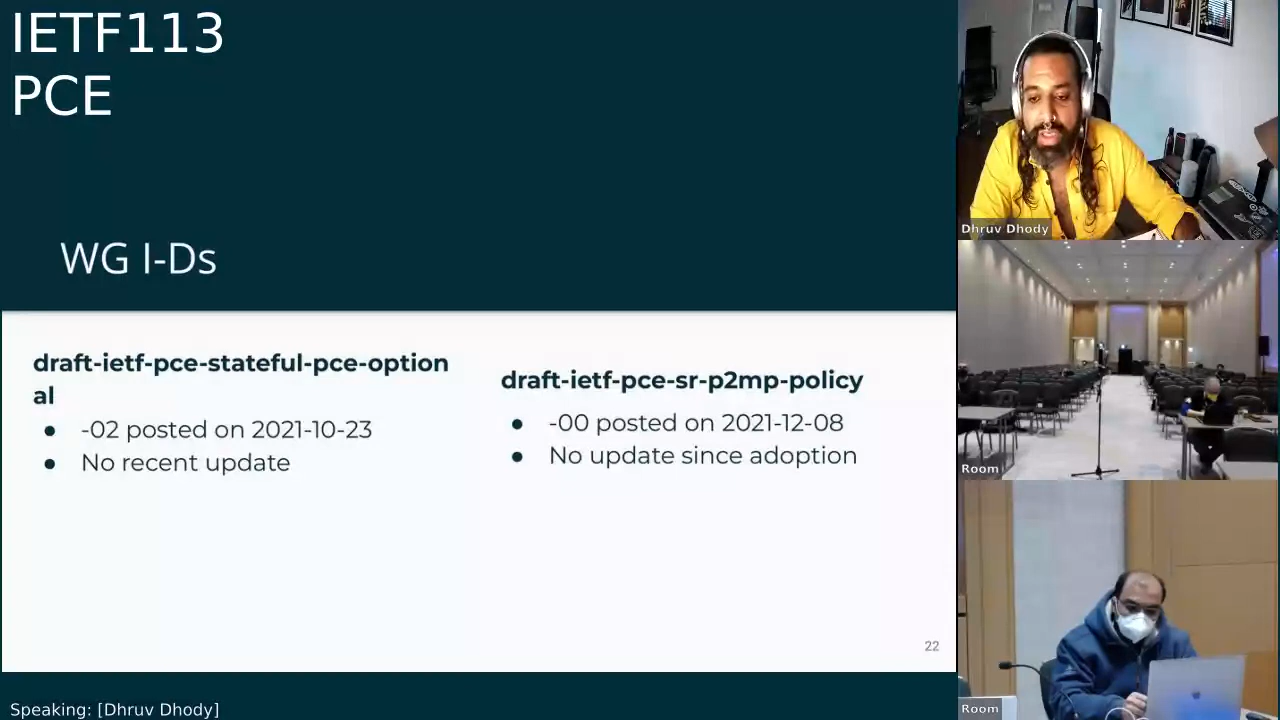 IETF113
PCE
WG I-Ds
draft-ietf-pce-stateful-pce-option
al
● -02 posted on 2021-10-23
● No recent update
draft-ietf-pce-sr-p2mp-policy
● -00 posted on 2021-12-08
● No update since adoption
22
Dhruv Dhody
Room
Room
Speaking: [Dhruv Dhody]